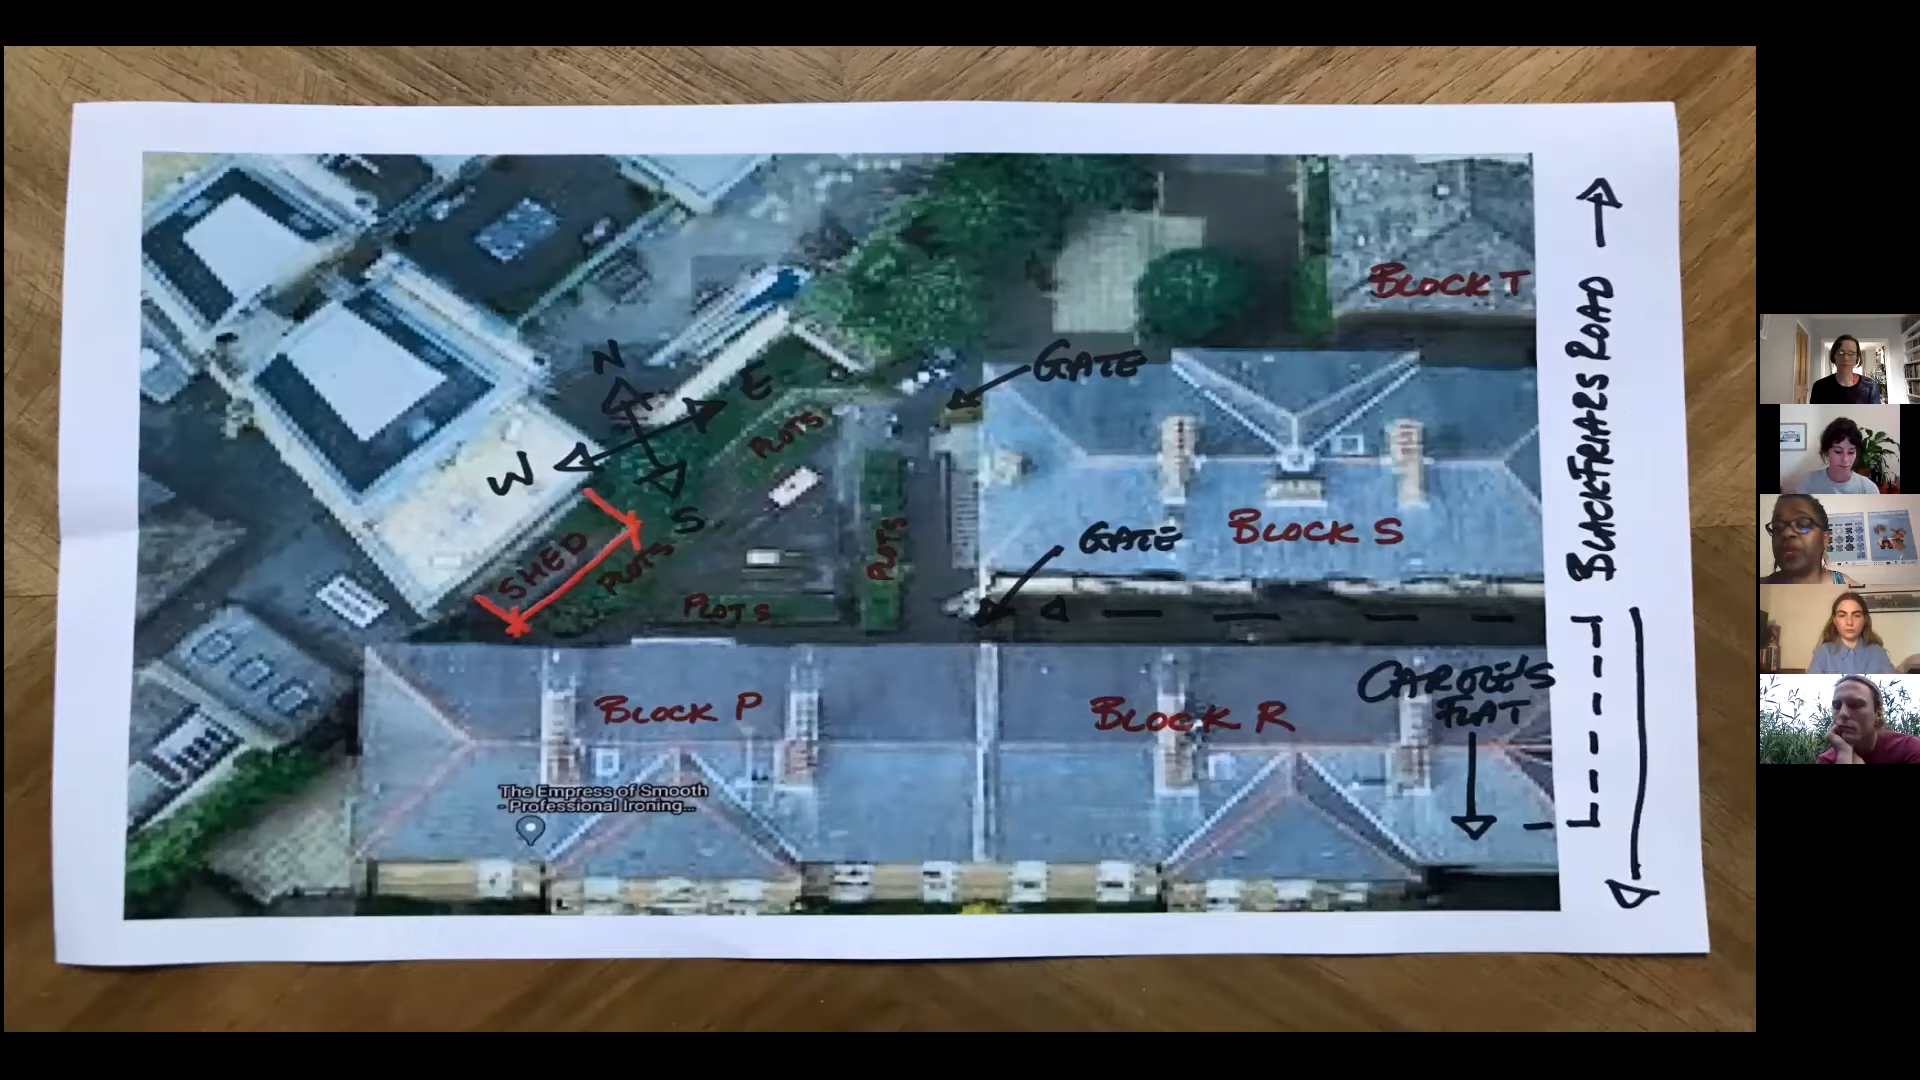 BLOCK T
BLACKFRIARS ROAD
N
GATE
E
PLOTS
W
S
GATE
BLOCK S
SHED
PLOTS
PLOTS
PLOTS
CAROLE'S
FLAT
BLOCK P
BLOCK R
The Empress of Smooth
- Professional Ironing...